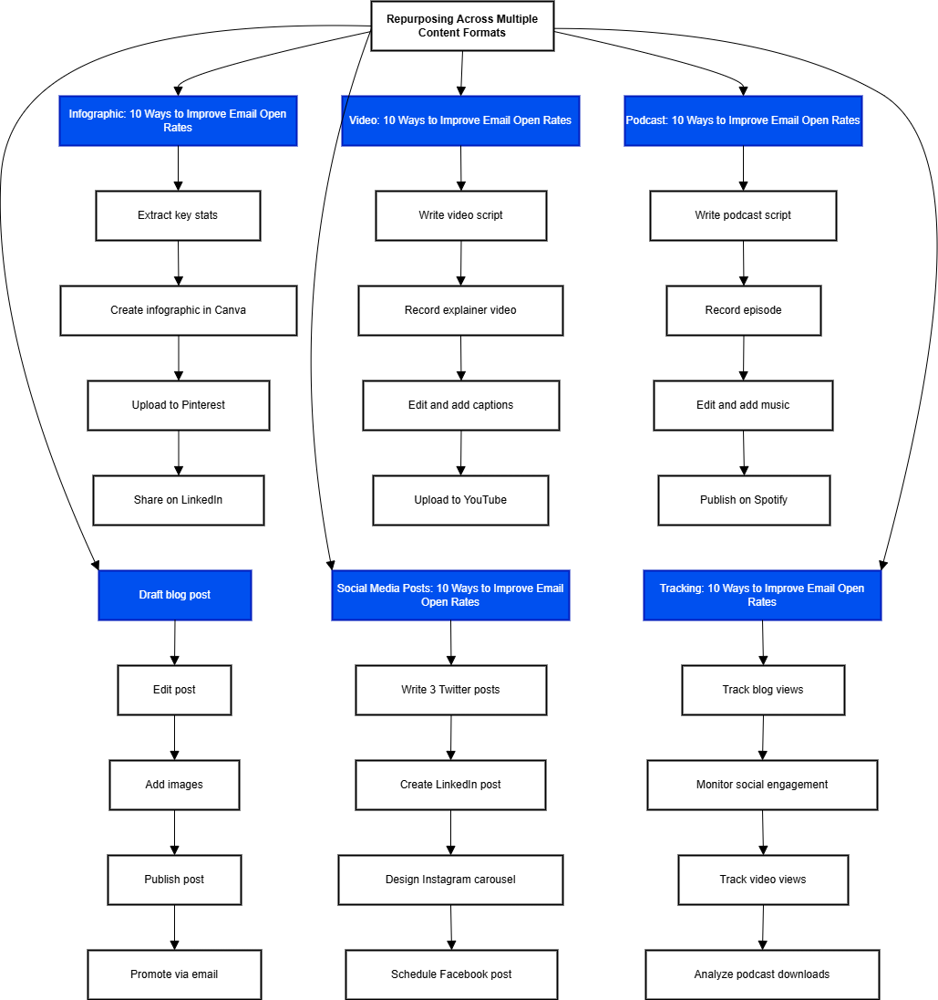 Repurposing Across Multiple
Content Formats
Infographic: 10 Ways to Improve Email Open
Rates
Video: 10 Ways to Improve Email Open Rates
Podcast: 10 Ways to Improve Email Open Rates
Extract key stats
Write video script
Write podcast script
Create infographic in Canva
Record explainer video
Record episode
Upload to Pinterest
Edit and add captions
Edit and add music
Share on LinkedIn
Upload to YouTube
Publish on Spotify
Draft blog post
Social Media Posts: 10 Ways to Improve Email
Open Rates
Tracking: 10 Ways to Improve Email Open
Rates
Edit post
Write 3 Twitter posts
Track blog views
Add images
Create LinkedIn post
Monitor social engagement
Publish post
Design Instagram carousel
Track video views
Promote via email
Schedule Facebook post
Analyze podcast downloads